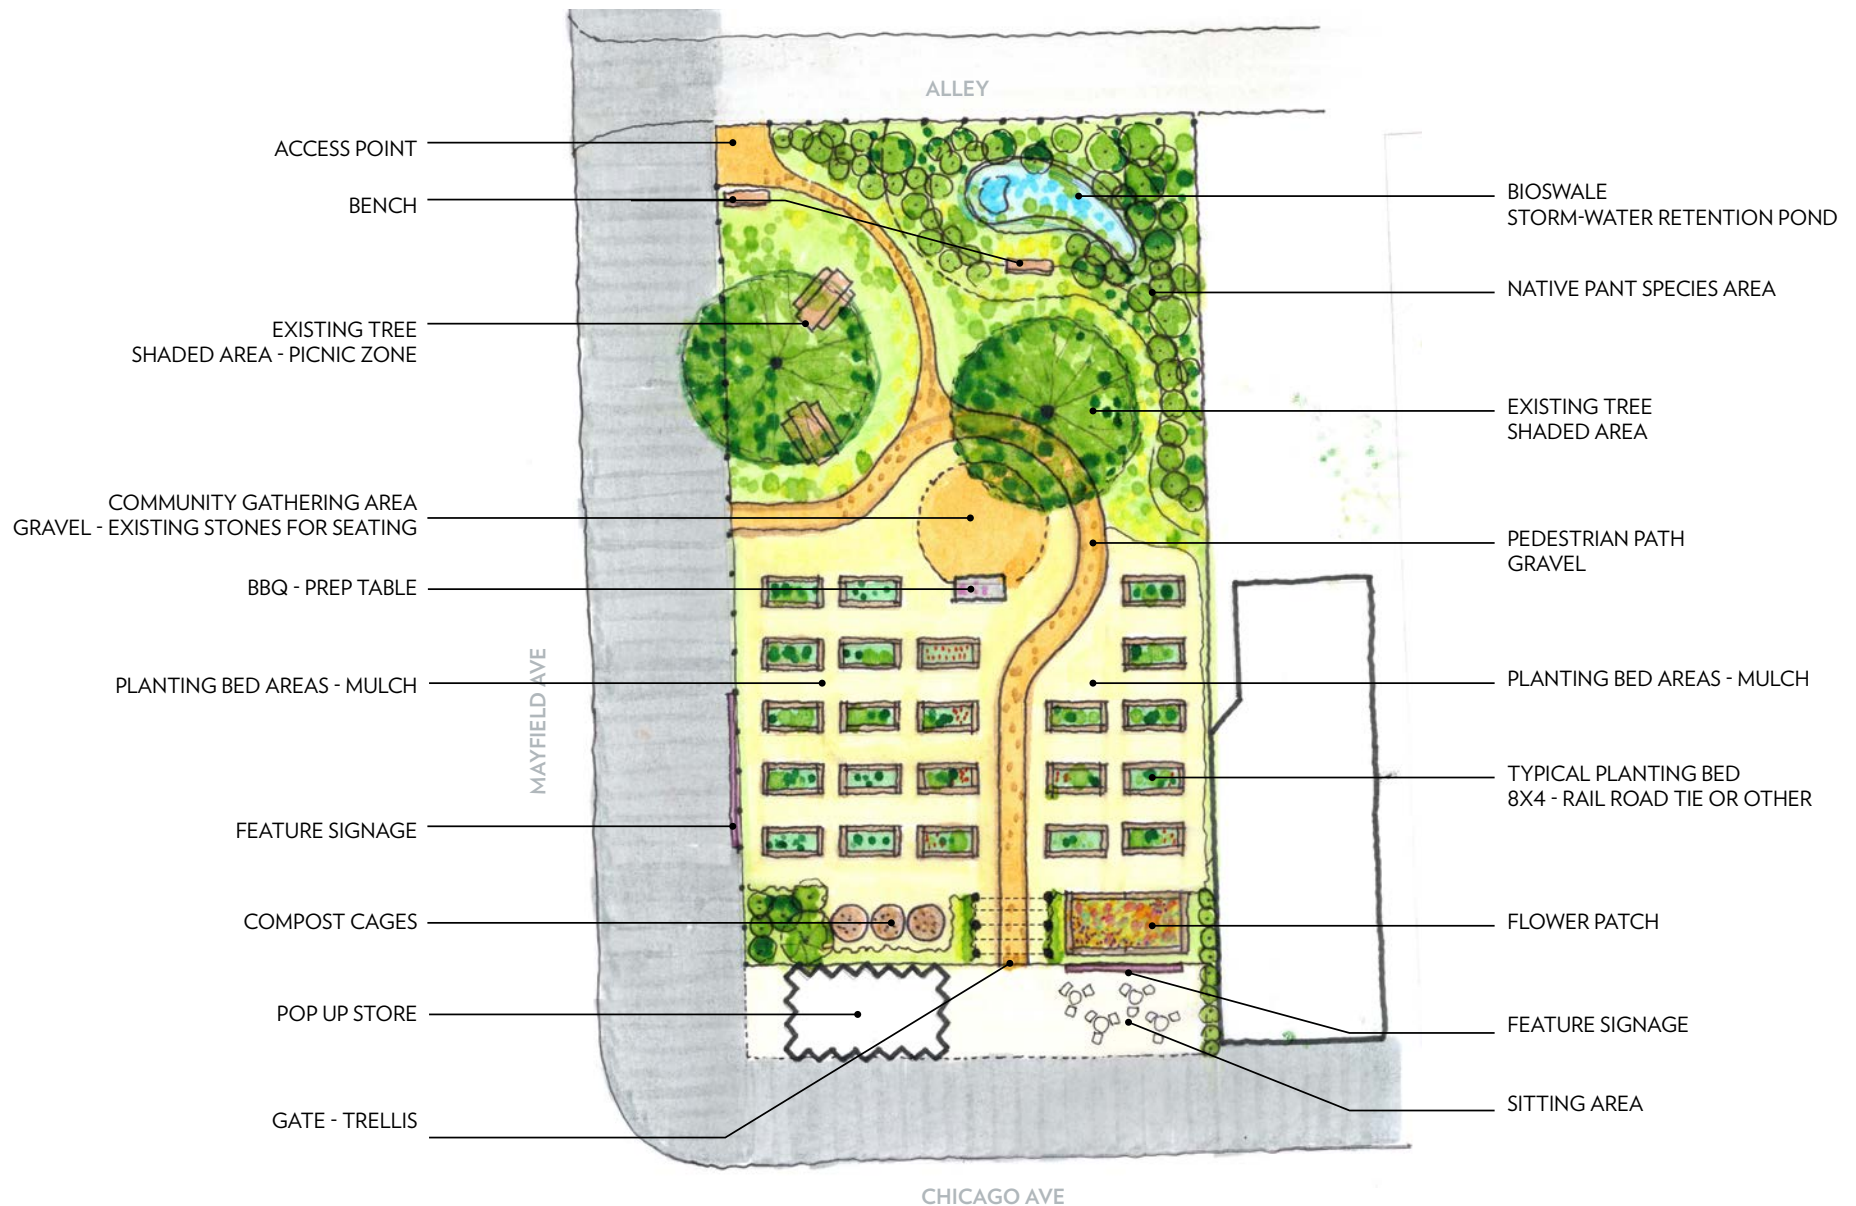 ALLEY
ACCESS POINT
BENCH
EXISTING TREE
SHADED AREA - PICNIC ZONE
COMMUNITY GATHERING AREA
GRAVEL - EXISTING STONES FOR SEATING
BBQ - PREP TABLE
PLANTING BED AREAS - MULCH
MAYFIELD AVE
FEATURE SIGNAGE
COMPOST CAGES
POP UP STORE
GATE - TRELLIS
BIOSWALE
STORM-WATER RETENTION POND
NATIVE PANT SPECIES AREA
EXISTING TREE
SHADED AREA
PEDESTRIAN PATH
GRAVEL
PLANTING BED AREAS - MULCH
TYPICAL PLANTING BED
8X4 - RAIL ROAD TIE OR OTHER
FLOWER PATCH
FEATURE SIGNAGE
SITTING AREA
CHICAGO AVE